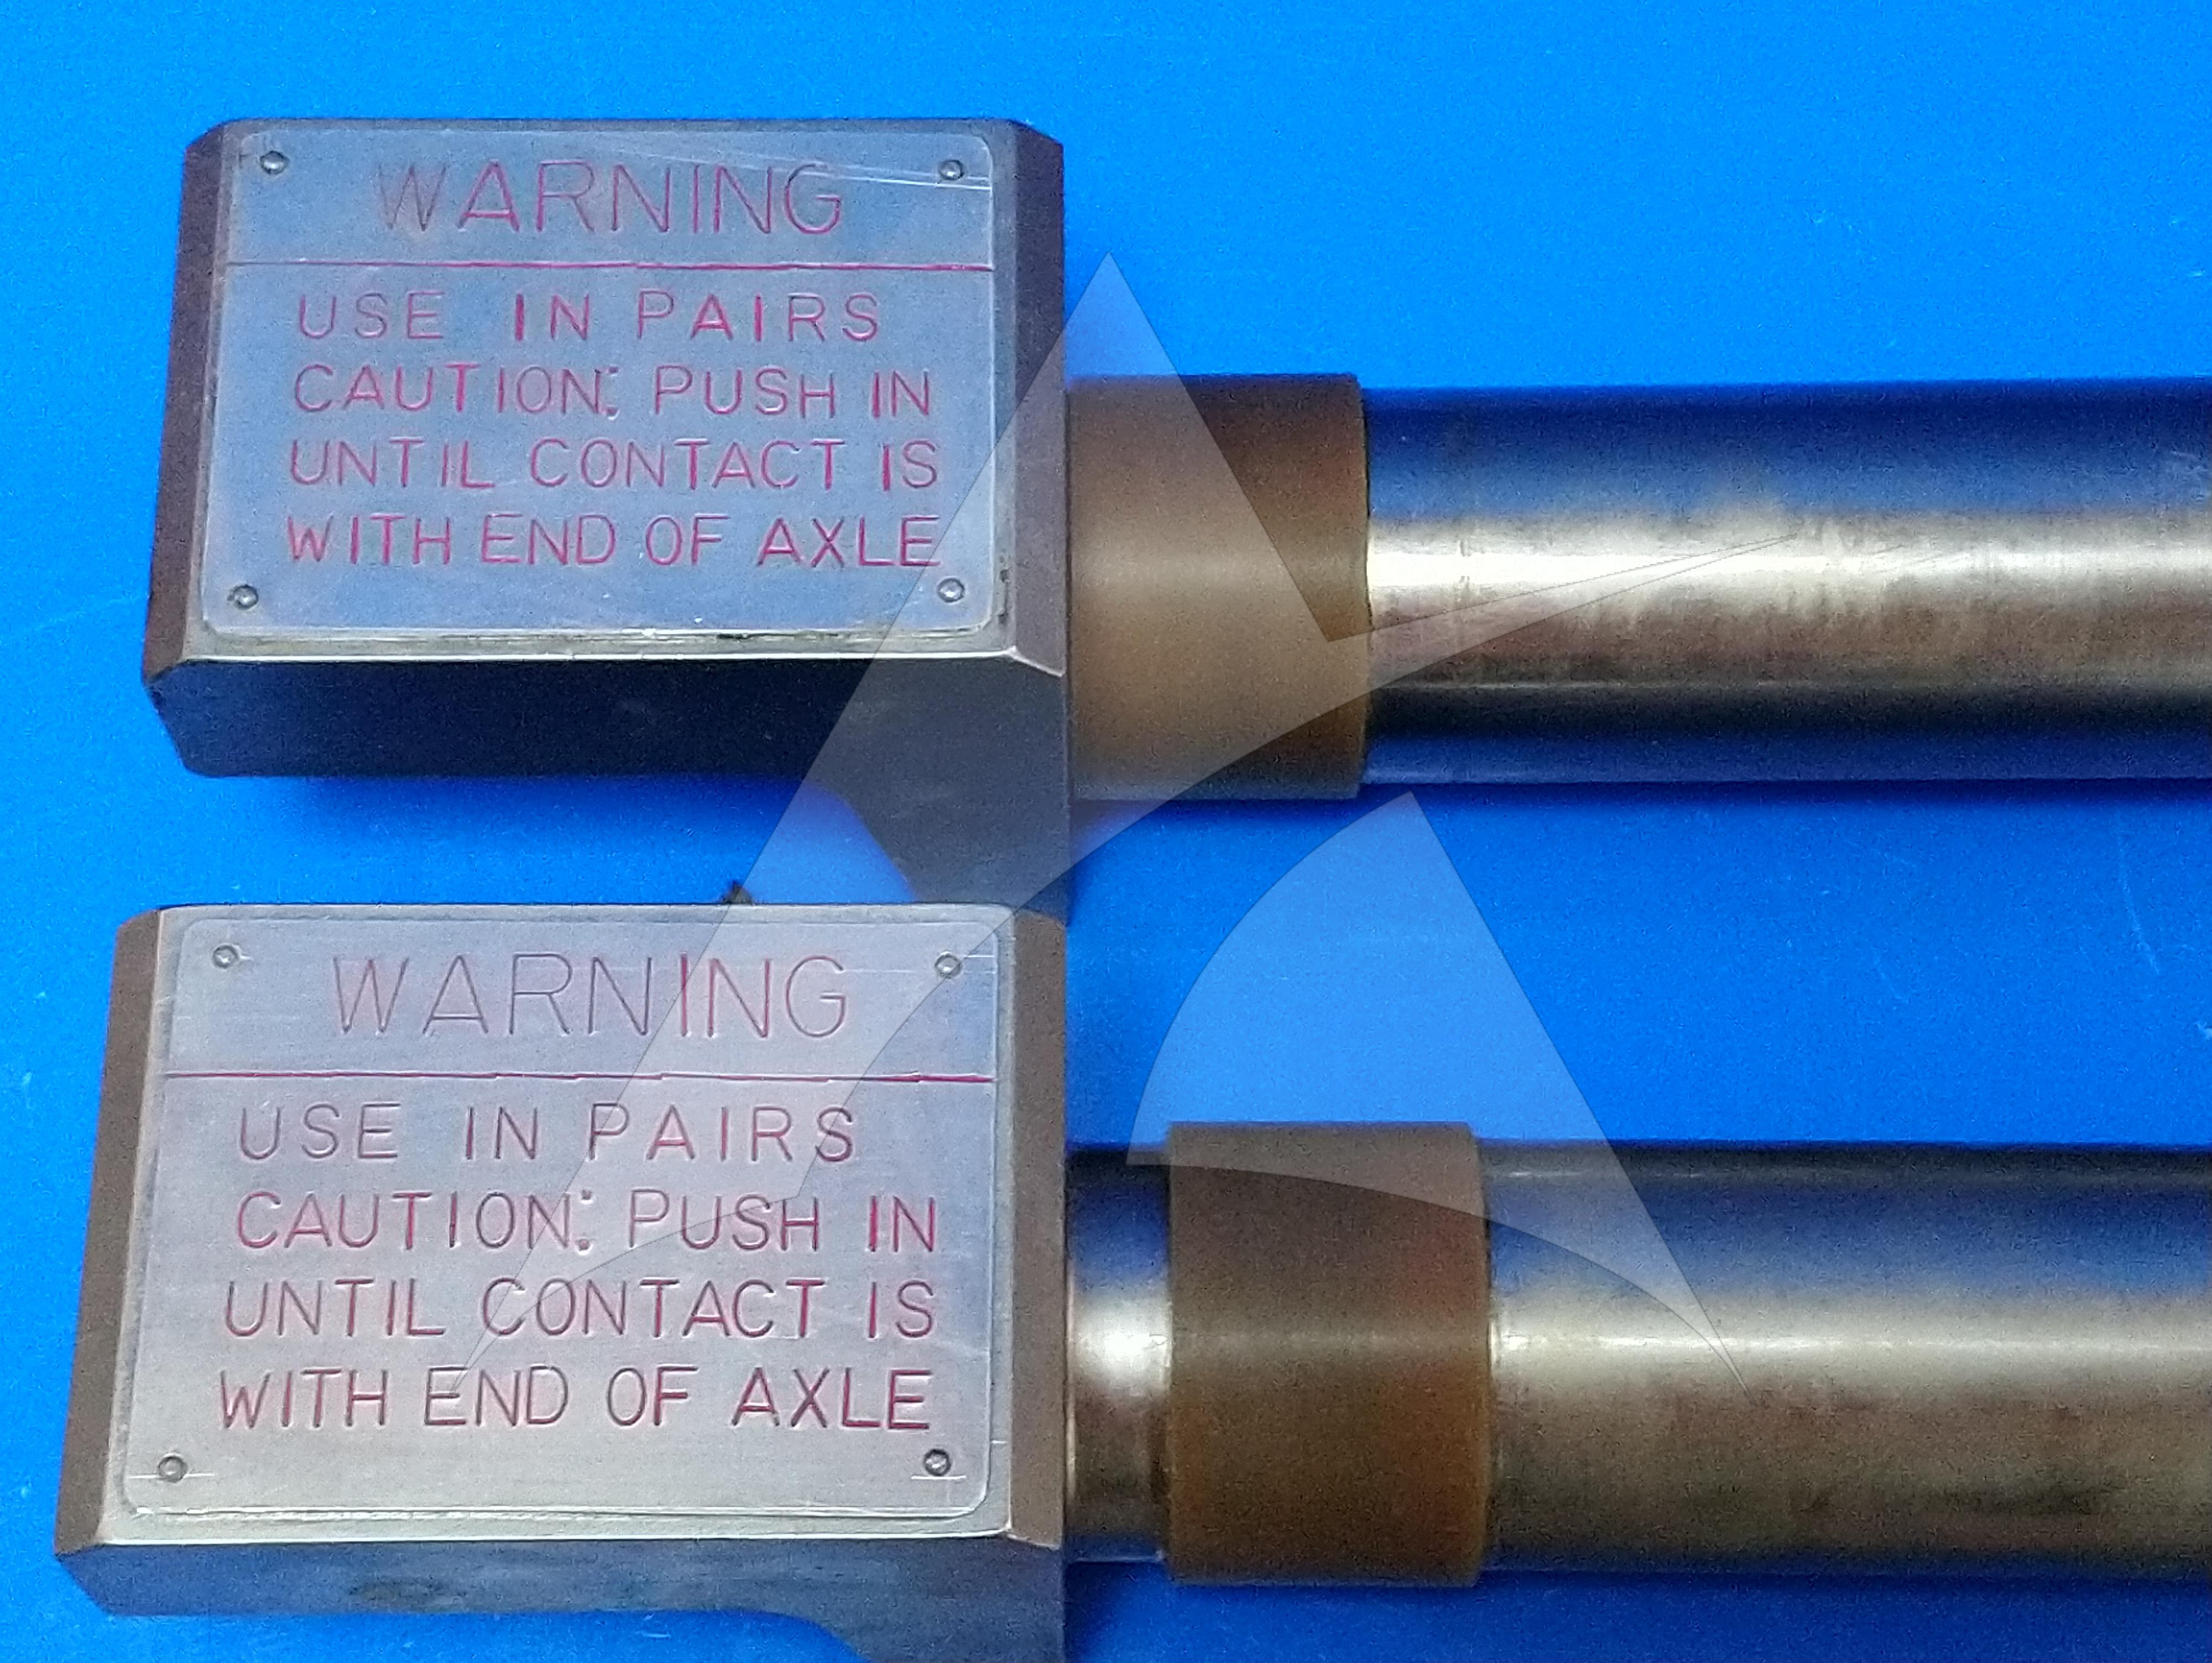 WARNING
USE IN PAIRS
CAUTION: PUSH IN
UNTIL CONTACT IS
WITH END OF AXLE
WARNING
USE IN PAIRS
CAUTION: PUSH IN
UNTIL CONTACT IS
WITH END OF AXLE